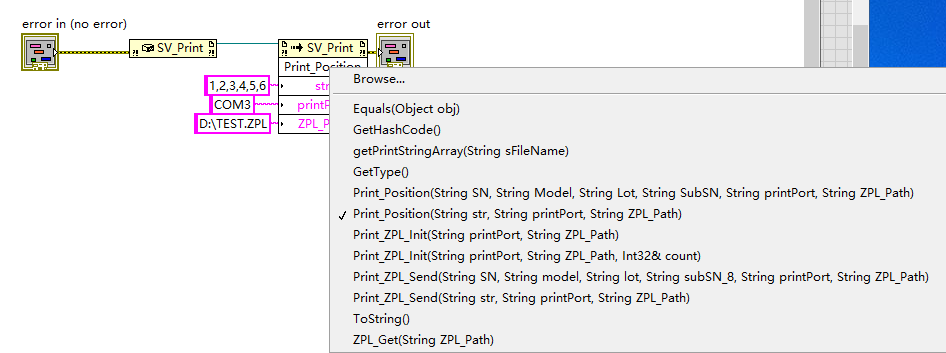 error in (no error)
error out
SV_Print
SV_Print
Print_Position
1,2,3,4,5,6
str
COM3
printP
D:\TEST.ZPL
ZPL_P
Browse...
Equals(Object obj)
GetHashCode()
getPrintStringArray(String sFileName)
GetType()
Print_Position(String SN, String Model, String Lot, String SubSN, String printPort, String ZPL_Path)
✓ Print_Position(String str, String printPort, String ZPL_Path)
Print_ZPL_Init(String printPort, String ZPL_Path)
Print_ZPL_Init(String printPort, String ZPL_Path, Int32& count)
Print_ZPL_Send(String SN, String model, String lot, String subSN_8, String printPort, String ZPL_Path)
Print_ZPL_Send(String str, String printPort, String ZPL_Path)
ToString()
ZPL_Get(String ZPL_Path)